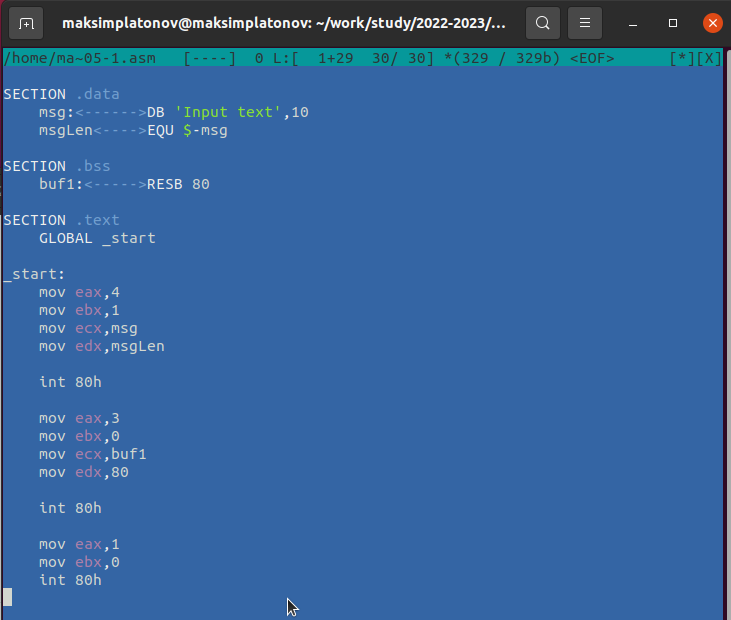 maksimplatonov@maksimplatonov: ~/work/study/2022-2023/...
/home/ma~05-1.asm   [----]  0 L:[  1+29  30/ 30] *(329 / 329b) <EOF>      [*][X]
SECTION .data
    msg:<------>DB 'Input text',10
    msgLen<---->EQU $-msg
SECTION .bss
    buf1:<----->RESB 80
SECTION .text
    GLOBAL _start
_start:
    mov eax,4
    mov ebx,1
    mov ecx,msg
    mov edx,msgLen
    int 80h
    mov eax,3
    mov ebx,0
    mov ecx,buf1
    mov edx,80
    int 80h
    mov eax,1
    mov ebx,0
    int 80h